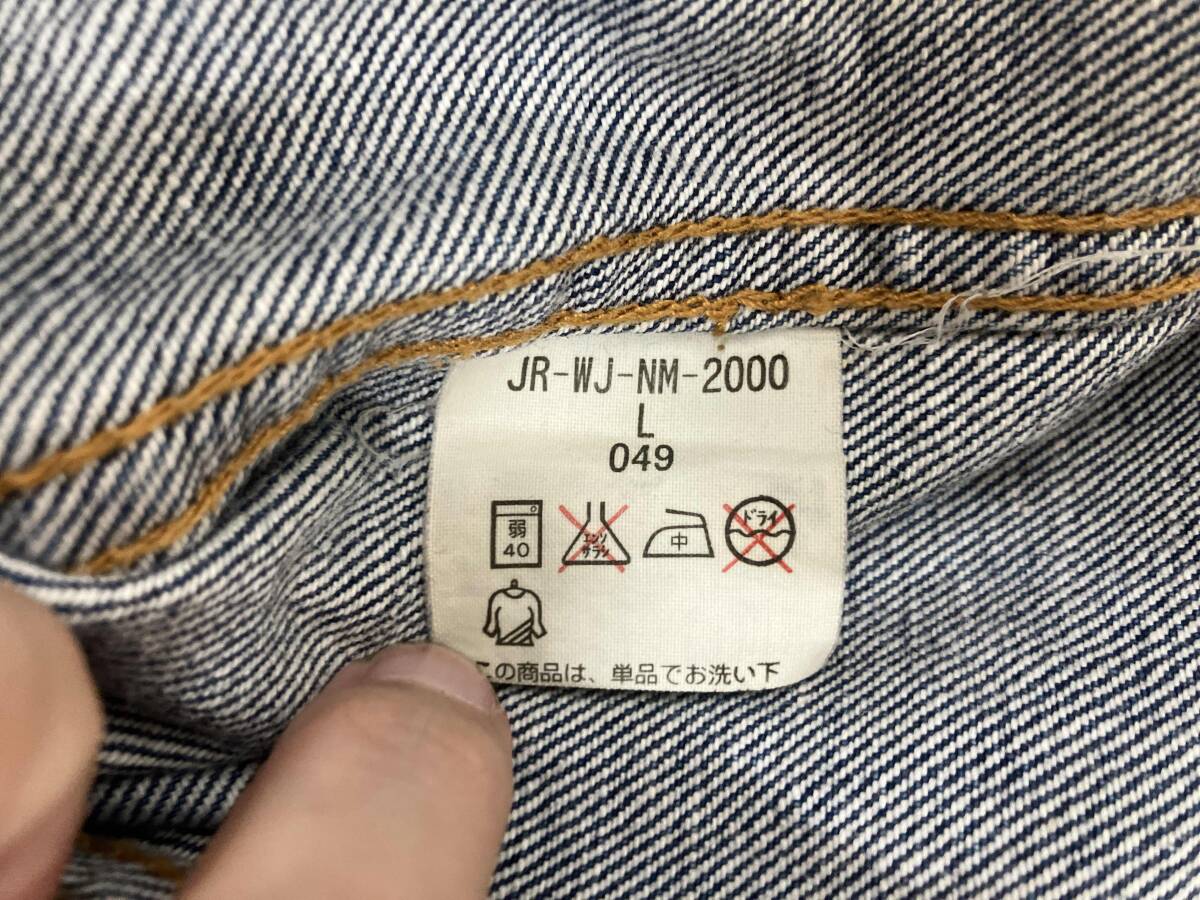 JR-WJ-NM-2000
L
049
弱
40
エンソ
サラシ
中
ドライ
この商品は、単品でお洗い下